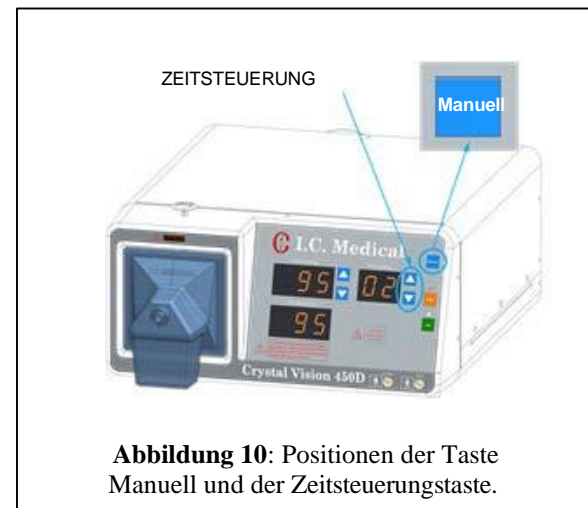 ZEITSTEUERUNG
Manuell
I.C. Medical
95 02
95
Crystal Vision 450D
Abbildung 10: Positionen der Taste
Manuell und der Zeitsteuerungstaste.